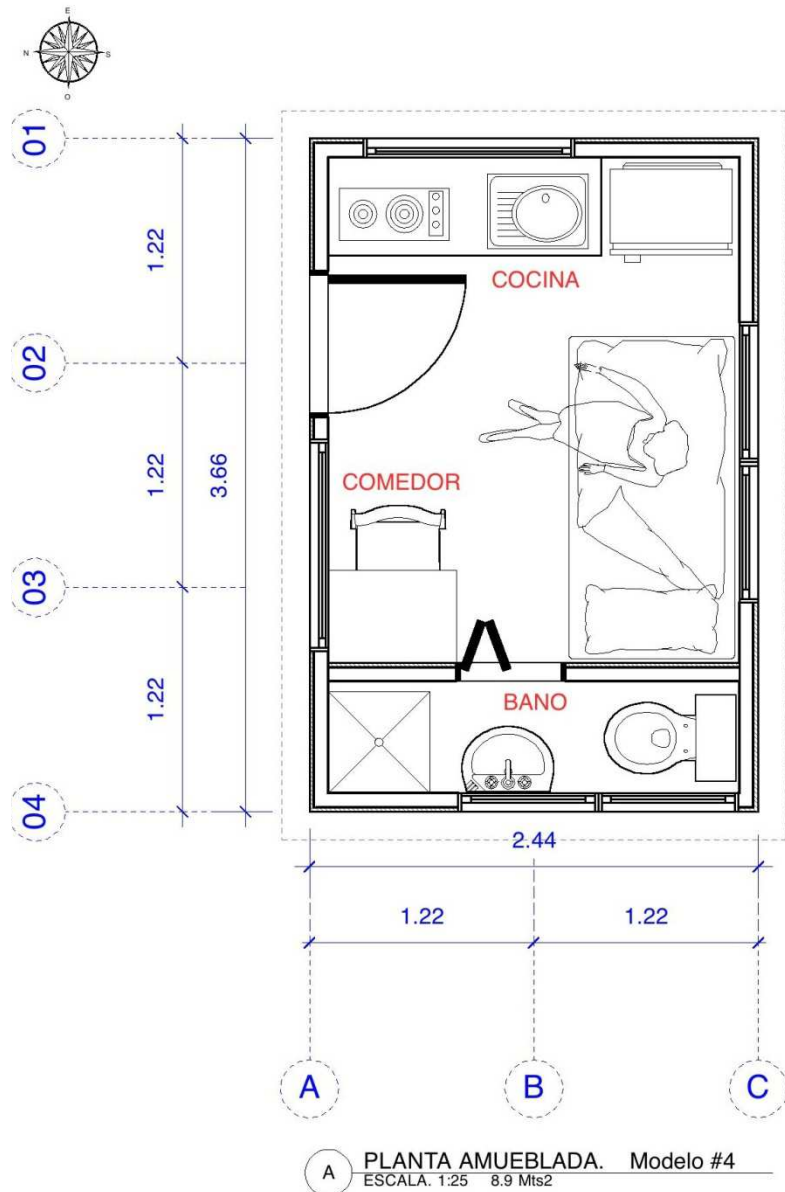 E
N S
O
01
1.22
02
1.22
3.66
03
1.22
04
COCINA
COMEDOR
BANO
2.44
1.22 1.22
A B C
A PLANTA AMUEBLADA. Modelo #4
ESCALA. 1:25 8.9 Mts2